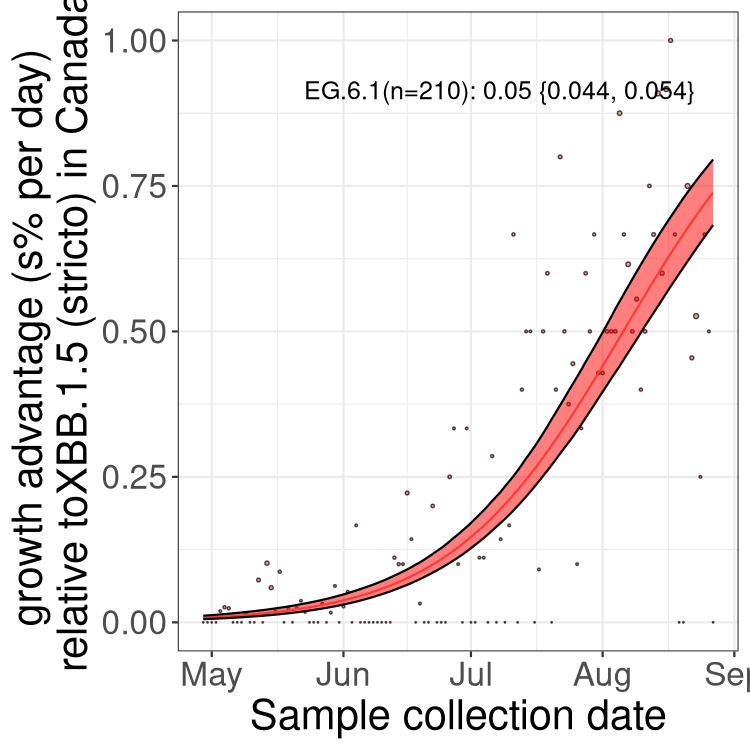 growth advantage (s% per day)
relative toXBB.1.5 (stricto) in Canada
1.00
0.75
0.50
0.25
0.00
EG.6.1(n=210): 0.05 {0.044, 0.054}
May Jun Jul Aug Sep
Sample collection date